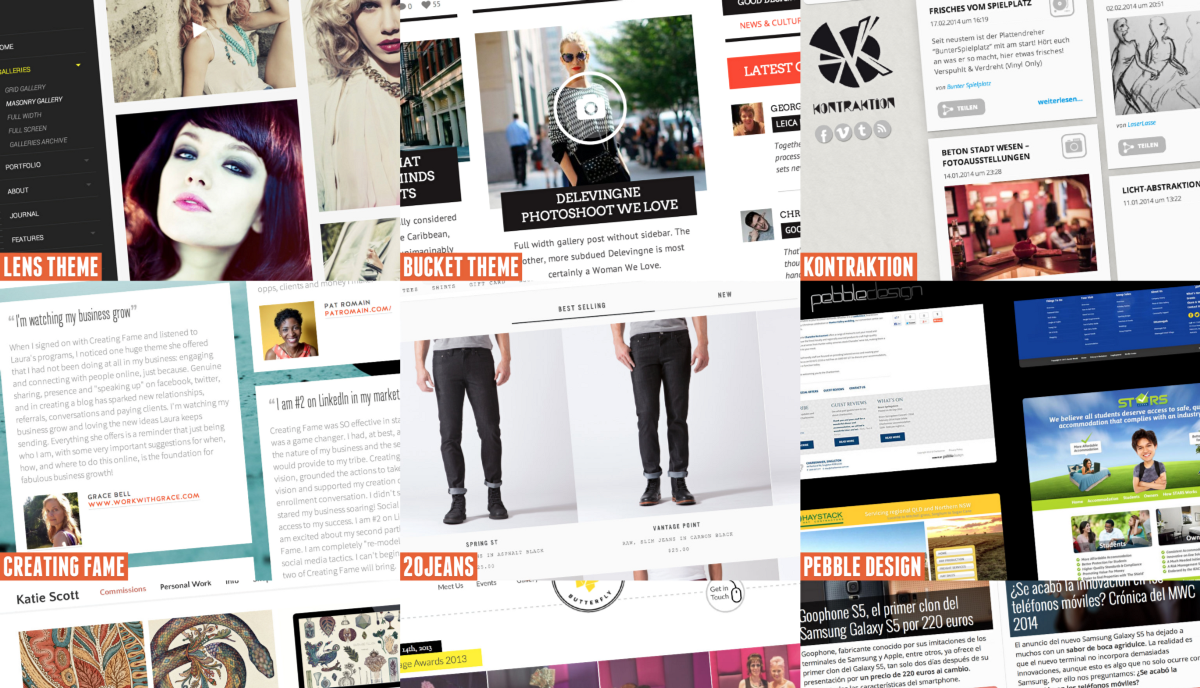 OME
GALLERIES
GRID GALLERY
MASONRY GALLERY
FULL WIDTH
FULL SCREEN
GALLERIES ARCHIVE
PORTFOLIO
ABOUT
JOURNAL
FEATURES
LENS THEME
0 55
HAT
MINDS
TS
lly considered
e Caribbean,
DELEVINGNE
PHOTOSHOOT WE LOVE
Full width gallery post without sidebar. The
other, more subdued Delevingne is most
certainly a Woman We Love.
GOOD DESIGN
NEWS & CULTUR
LATEST
GEORG
LEICA
Togethe
process
sets ne
CHR
GOO
That's
thou
hand
BUCKET THEME
KONTRAKTION
FRISCHES VOM SPIELPLATZ
17.02.2014 um 16:19
Seit neustem ist der Plattendreher
"BunterSpielplatz" mit am start! Hört euch
an was er so macht, hier etwas frisches!
Verspuhlt & Verdreht (Vinyl Only)
von Bunter Spielplatz
TEILEN
weiterlesen...
BETON STADT WESEN –
FOTOAUSSTELLUNGEN
14.01.2014 um 23:28
02.02.2014 um 20:51
von LaserLasse
TEILEN
LICHT-ABSTRAKTION
11.01.2014 um 13:22
KONTRAKTION
"I'm watching my business grow"
When I signed on with Creating Fame and listened to
Laura's programs, I noticed one huge theme she offered
that I had not been doing at all in my business: engaging
and connecting with people online, just because. Genuine
sharing, presence and "speaking up" on facebook, twitter,
and in creating a blog has sparked new relationships,
referrals, conversations and paying clients. I'm watching my
business grow and loving the new ideas Laura keeps
sending. Everything she offers is a reminder that just being
who I am, with some very important suggestions for when,
how, and where to do this online, is the foundation for
fabulous business growth!
GRACE BELL
WWW.WORKWITHGRACE.COM
opps, clients and money I
PAT ROMAIN
PATROMAIN.COM/
"I am #2 on LinkedIn in my market
Creating Fame was SO effective in sta
was a game changer. I had, at best, a
the nature of my business and the se
would provide to my tribe. Creating
vision, grounded the actions to take
vision and supported my creation o
enrollment conversation. I didn't s
stared my business soaring! Social
access to my success. I am #2 on Li
am excited about my second partn
Fame. I am completely "re-model
social media tactics. I can't begin
two of Creating Fame will bring.
CREATING FAME
SHIRTS GIFT CARD
BEST SELLING
NEW
SPRING ST
IN ASPHALT BLACK
VANTAGE POINT
RAW, SLIM JEANS IN CARBON BLACK
20JEANS
pebbledesign
GUEST REVIEWS
WHAT'S ON
READ MORE
READ MORE
STARS
We believe all students deserve access to safe, qu
accommodation that complies with an industry
Students
HAYSTACK
Servicing regional QLD and Northern NSW
PEBBLE DESIGN
Katie Scott
Commissions
Personal Work
Info
Meet Us
Events
BUTTERFLY
Get in
Touch
14th, 2013
age Awards 2013
Goophone S5, el primer clon del
Samsung Galaxy S5 por 220 euros
Goophone, fabricante conocido por sus imitaciones de los
terminales de Samsung y Apple, entre otros, ya ofrece el
primer clon del Galaxy S5, tan solo dos días después de su
presentación por un precio de 220 euros al cambio.
las características del smartphone.
¿Se acabó la innovación en los
teléfonos móviles? Crónica del MWC
2014
El anuncio del nuevo Samsung Galaxy S5 ha dejado a
muchos con un sabor de boca agridulce. La realidad es
que el nuevo terminal no incorpora demasiadas
innovaciones, aunque esto es algo que no solo ocurre con
Samsung. Por ello nos preguntamos: ¿Se acabó la
en los teléfonos móviles?